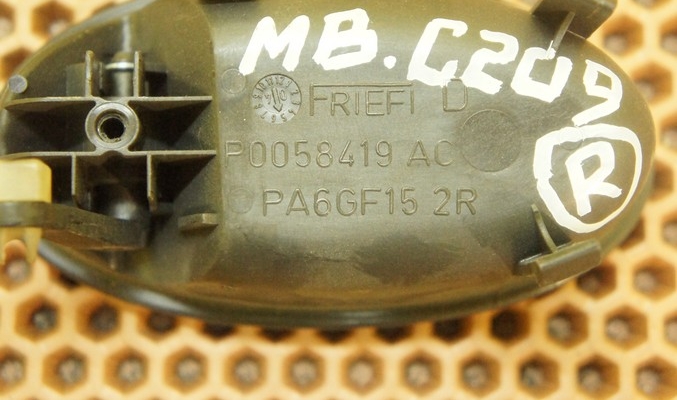 MB. C209
FRIEFI D
P0058419 AC
PA6GF15 2R
R